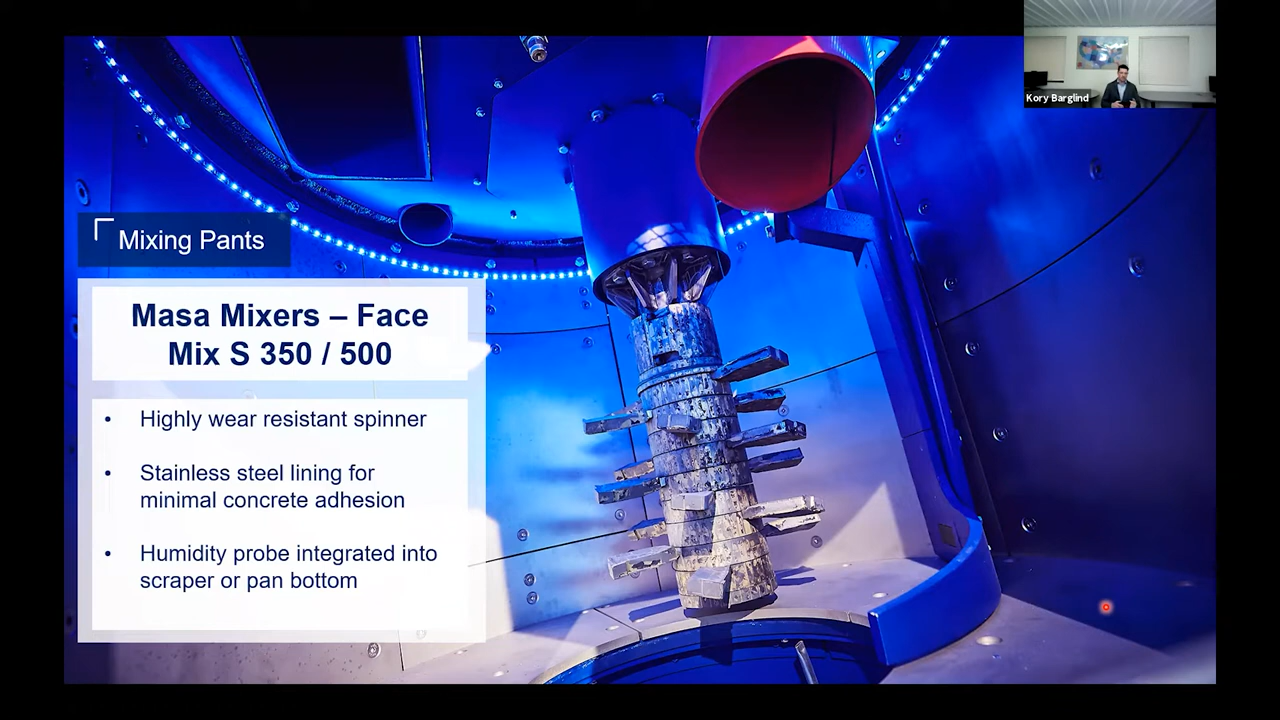 Kory Barglind
Mixing Pants
Masa Mixers – Face
Mix S 350 / 500
• Highly wear resistant spinner
• Stainless steel lining for
minimal concrete adhesion
• Humidity probe integrated into
scraper or pan bottom